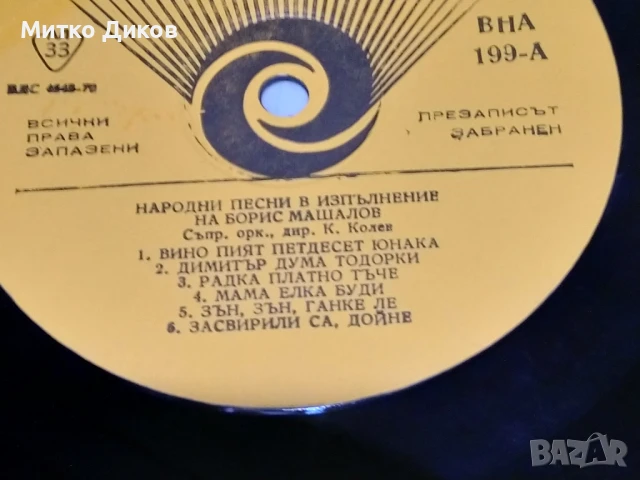 Митко Диков
33
ВНА
199-А
БДС 4640-70
ВСИЧКИ
ПРАВА
ЗАПАЗЕНИ
ПРЕЗАПИСЪТ
ЗАБРАНЕН
НАРОДНИ ПЕСНИ В ИЗПЪЛНЕНИЕ
НА БОРИС МАШАЛОВ
Съпр. орк., дир. К. Колев
1. ВИНО ПИЯТ ПЕТДЕСЕТ ЮНАКА
2. ДИМИТЪР ДУМА ТОДОРКИ
3. РАДКА ПЛАТНО ТЪЧЕ
4. МАМА ЕЛКА БУДИ
5. ЗЪН, ЗЪН, ГАНКЕ ЛЕ
6. ЗАСВИРИЛИ СА, ДОЙНЕ
BAZAR